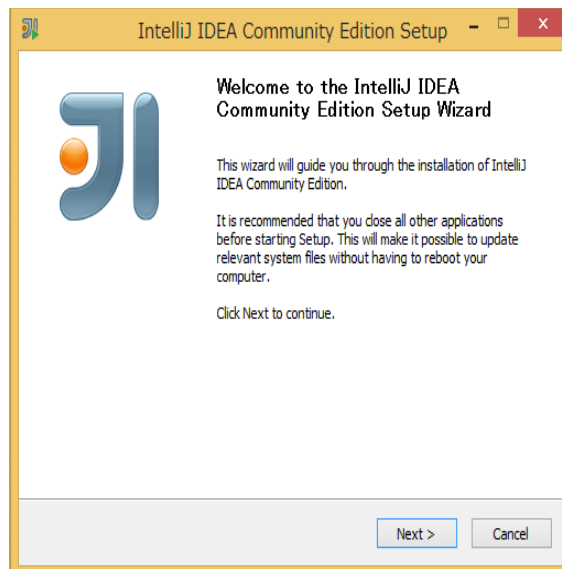 IntelliJ IDEA Community Edition Setup
Welcome to the IntelliJ IDEA
Community Edition Setup Wizard
This wizard will guide you through the installation of IntelliJ
IDEA Community Edition.
It is recommended that you close all other applications
before starting Setup. This will make it possible to update
relevant system files without having to reboot your
computer.
Click Next to continue.
Next >
Cancel